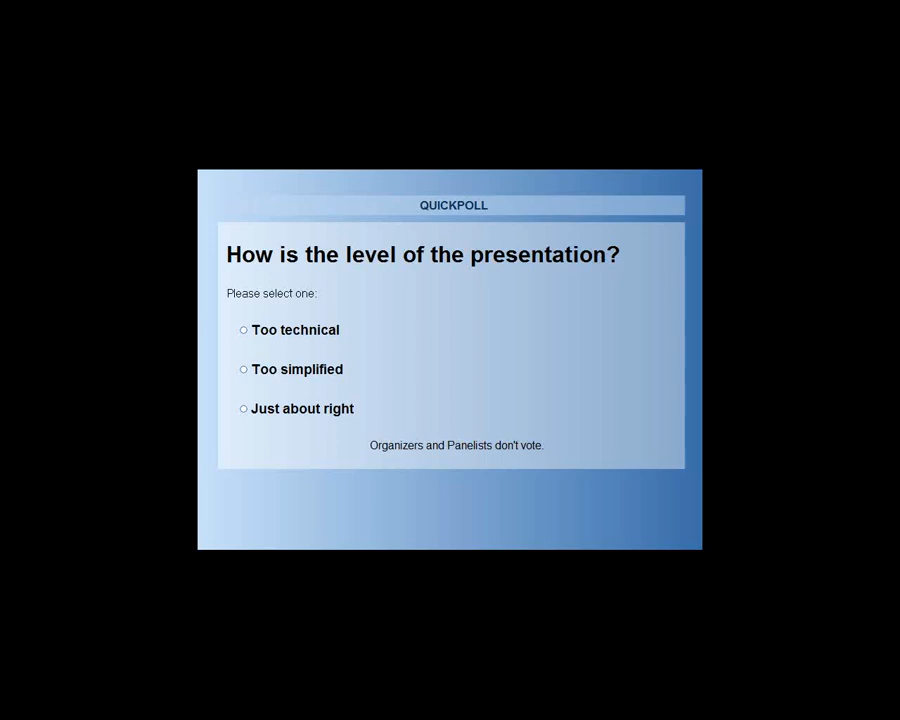 QUICKPOLL
How is the level of the presentation?
Please select one:
Too technical
Too simplified
Just about right
Organizers and Panelists don't vote.